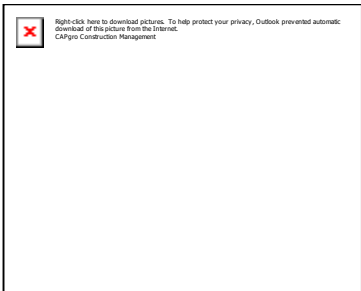 Right-click here to download pictures. To help protect your privacy, Outlook prevented automatic
download of this picture from the Internet.
CAPgro Construction Management